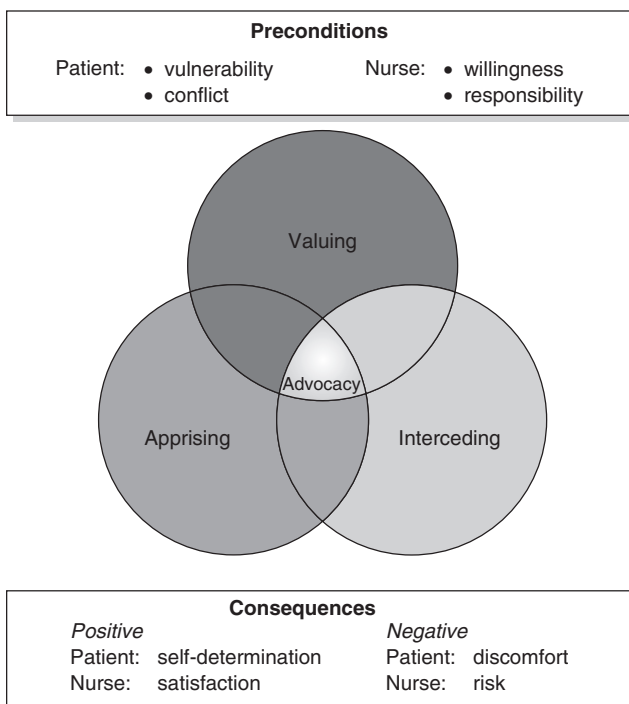 Preconditions
Patient: • vulnerability Nurse: • willingness
• conflict • responsibility
Valuing
Advocacy
Apprising Interceding
Consequences
Positive Negative
Patient: self-determination Patient: discomfort
Nurse: satisfaction Nurse: risk